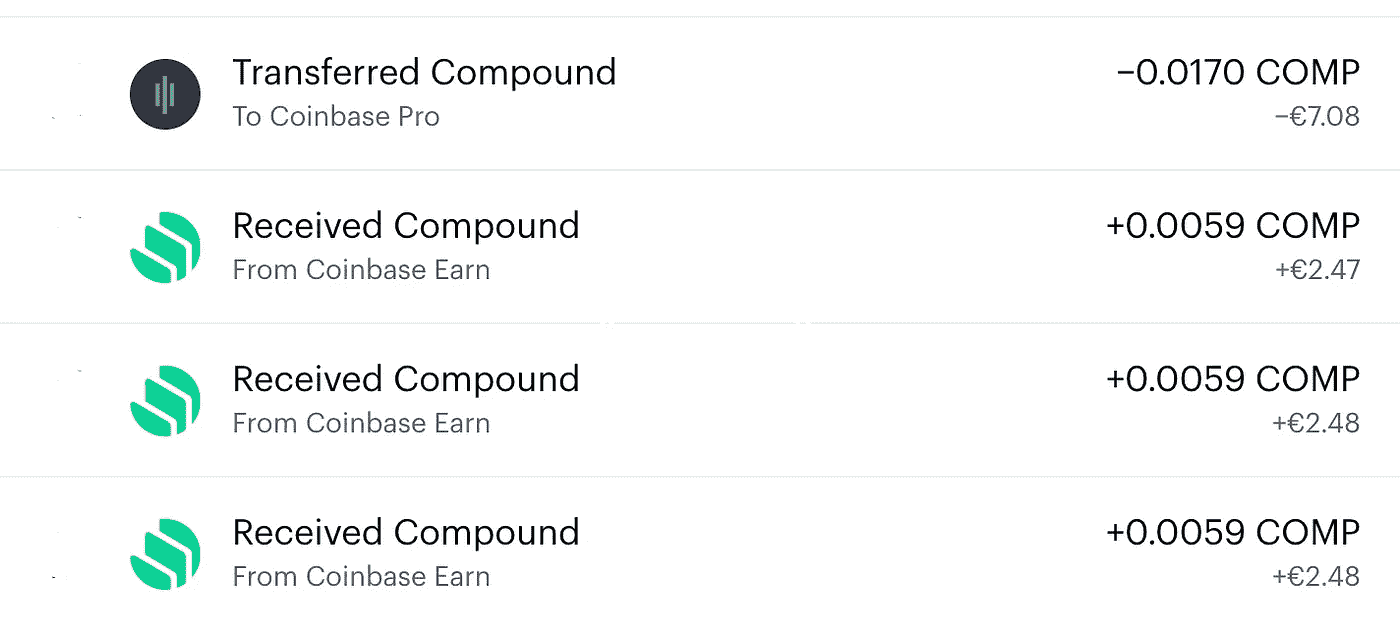 Transferred Compound
−0.0170 COMP
To Coinbase Pro
−€7.08
Received Compound
+0.0059 COMP
From Coinbase Earn
+€2.47
Received Compound
+0.0059 COMP
From Coinbase Earn
+€2.48
Received Compound
+0.0059 COMP
From Coinbase Earn
+€2.48